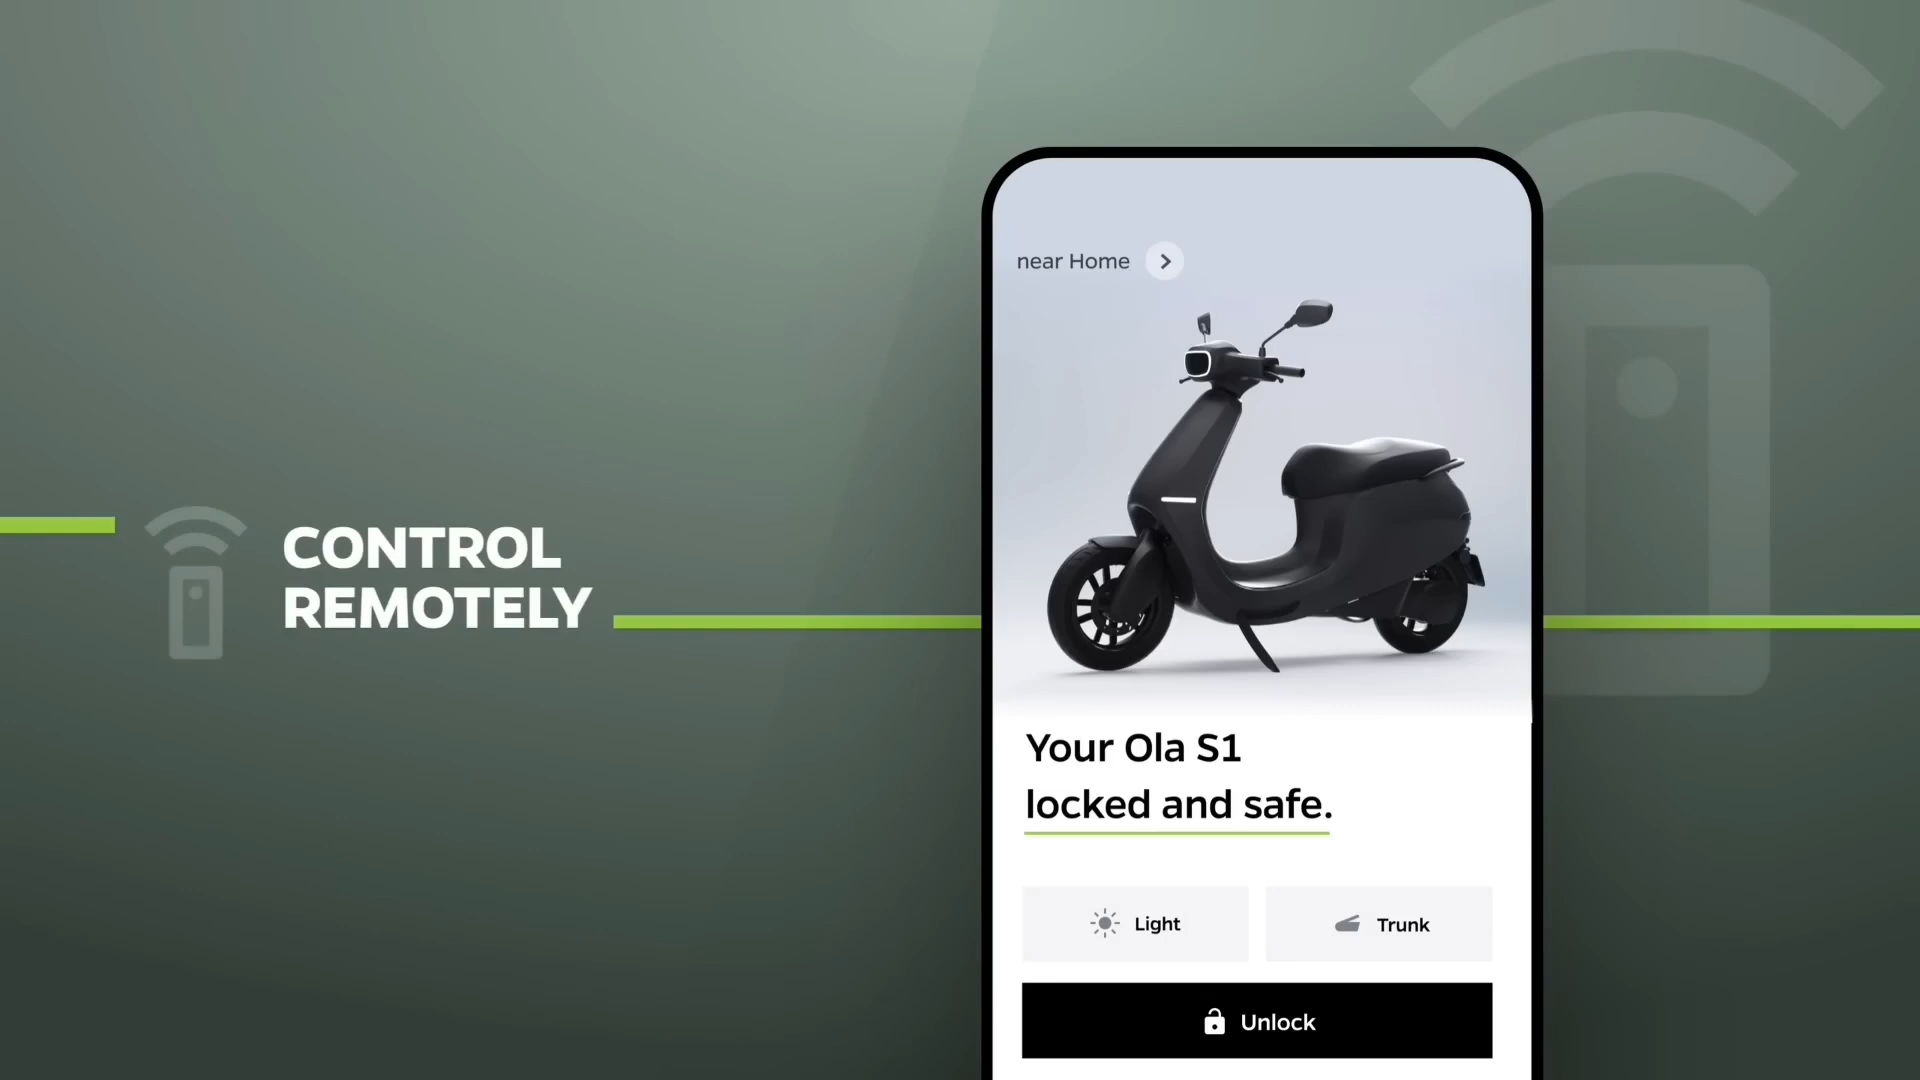 CONTROL
REMOTELY
near Home
Your Ola S1
locked and safe.
Light
Trunk
Unlock